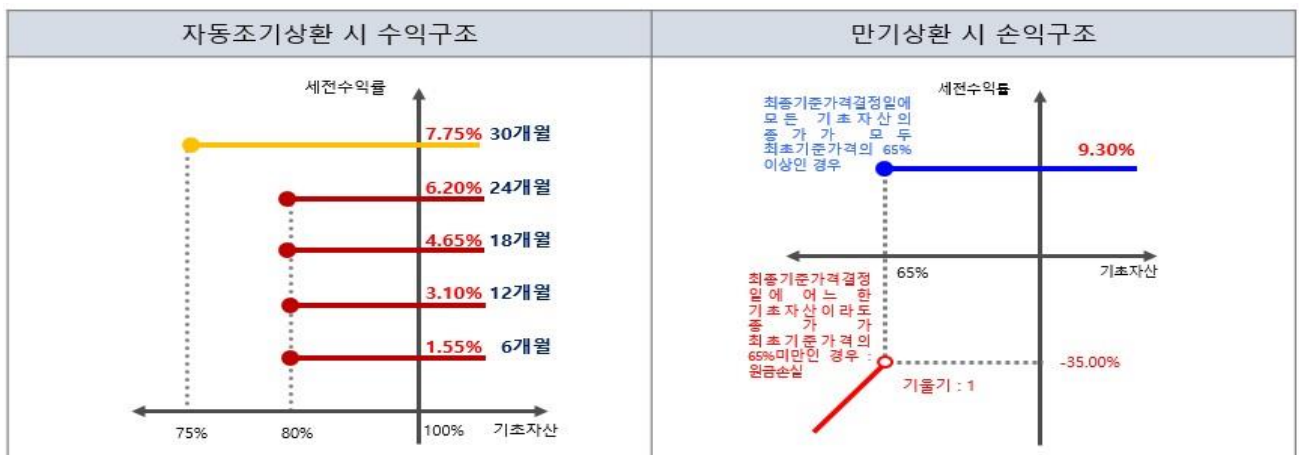 자동조기상환 시 수익구조
세전수익률
7.75% 30개월
6.20% 24개월
4.65% 18개월
3.10% 12개월
1.55% 6개월
75%
80%
100%
기초자산
만기상환 시 손익구조
세전수익률
최종기준가격결정일에
모든 기초자산의
종가가 모두
최초기준가격의 65%
이상인 경우
9.30%
65%
기초자산
최종기준가격결정
일에 어느 한
기초자산이라도
종가가
최초기준가격의
65%미만인 경우 :
원금손실
-35.00%
기울기 : 1